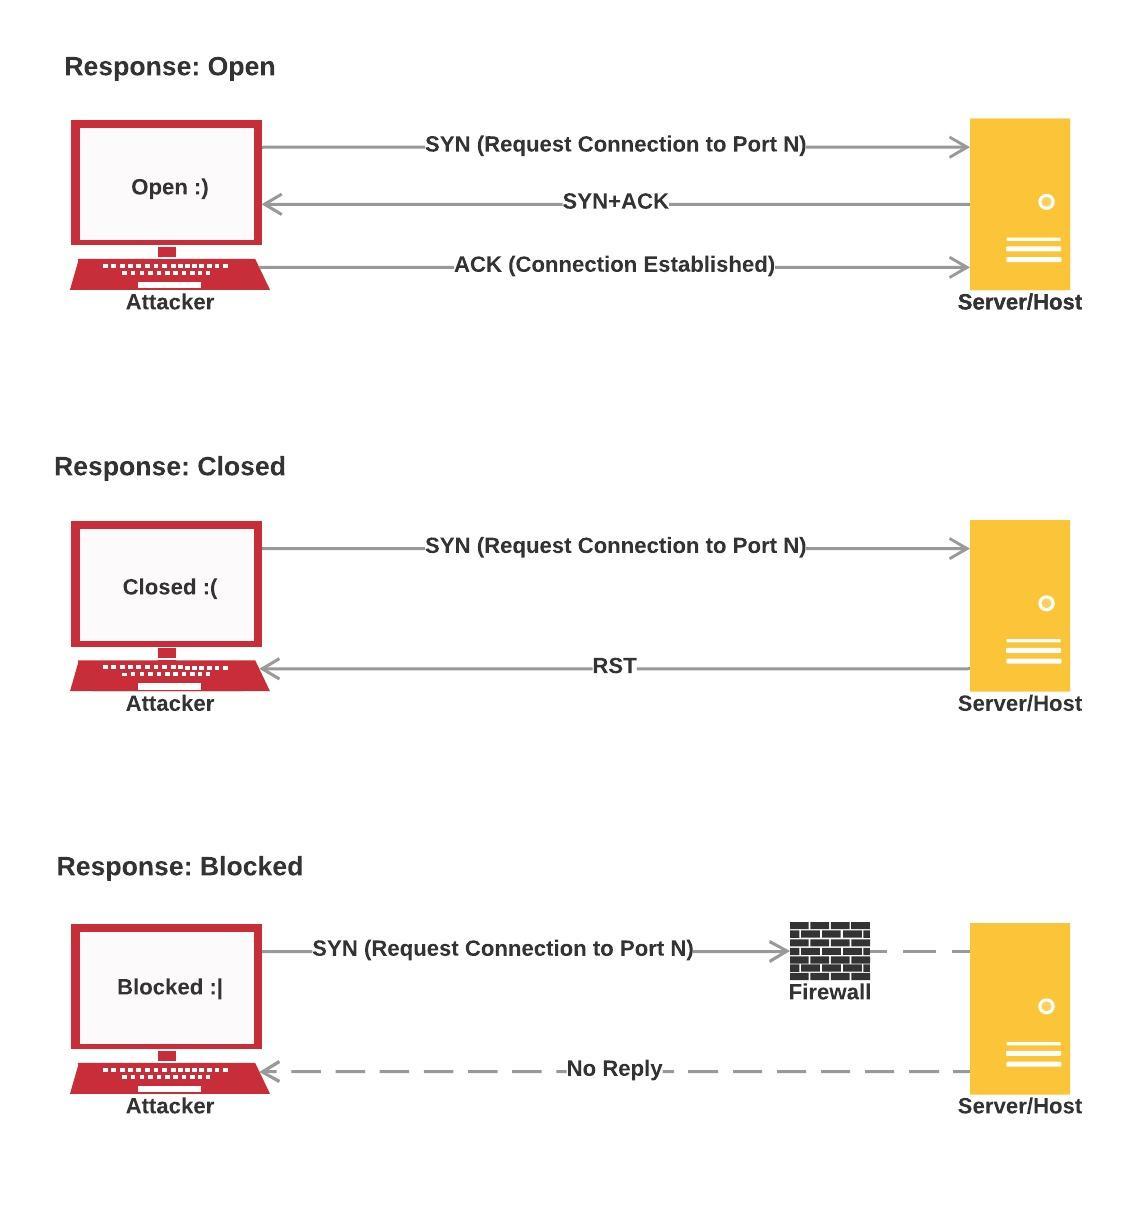 Response: Open
SYN (Request Connection to Port N)
Open :)
SYN+ACK
ACK (Connection Established)
Attacker
Server/Host
Response: Closed
SYN (Request Connection to Port N)
Closed :(
RST
Attacker
Server/Host
Response: Blocked
SYN (Request Connection to Port N)
Blocked :|
Firewall
No Reply
Attacker
Server/Host